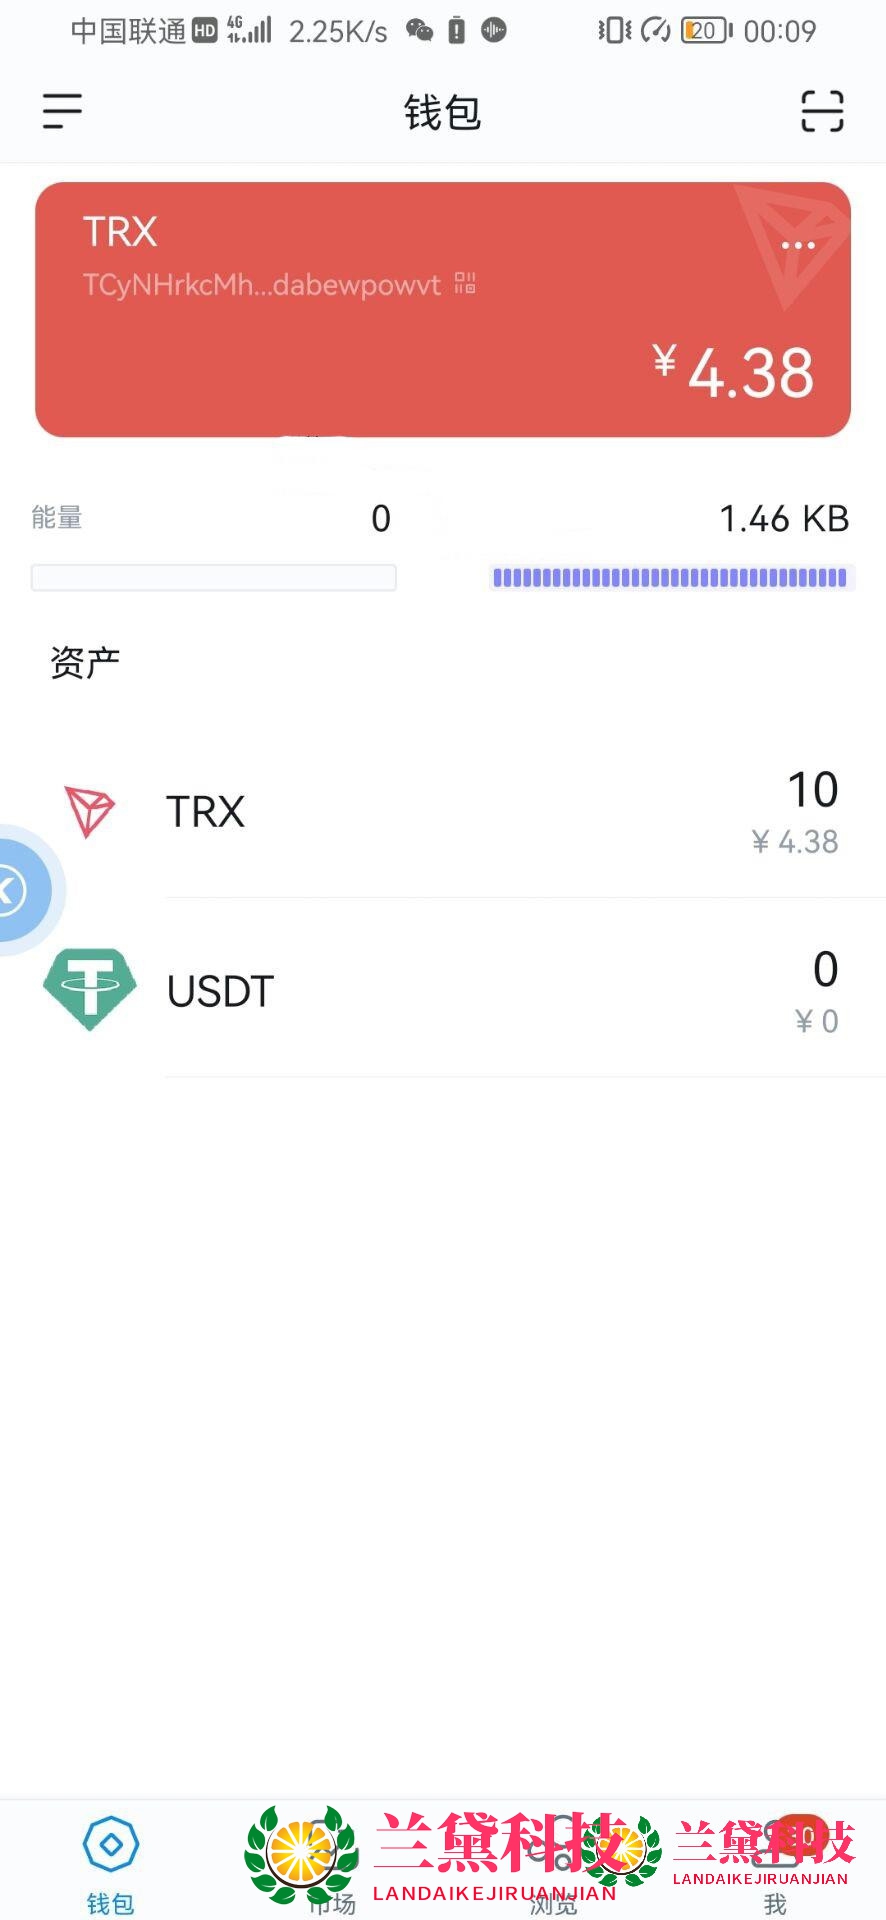 中国联通 HD 4G 2.25K/s 20 00:09
钱包
TRX
TCyNHrkcMh...dabewpowvt
¥ 4.38
能量 0 1.46 KB
资产
TRX 10
¥ 4.38
USDT 0
¥ 0
兰黛科技 兰黛科技
LANDAIKEJIRUANJIAN LANDAIKEJIRUANJIAN
钱包 市场 浏览 我